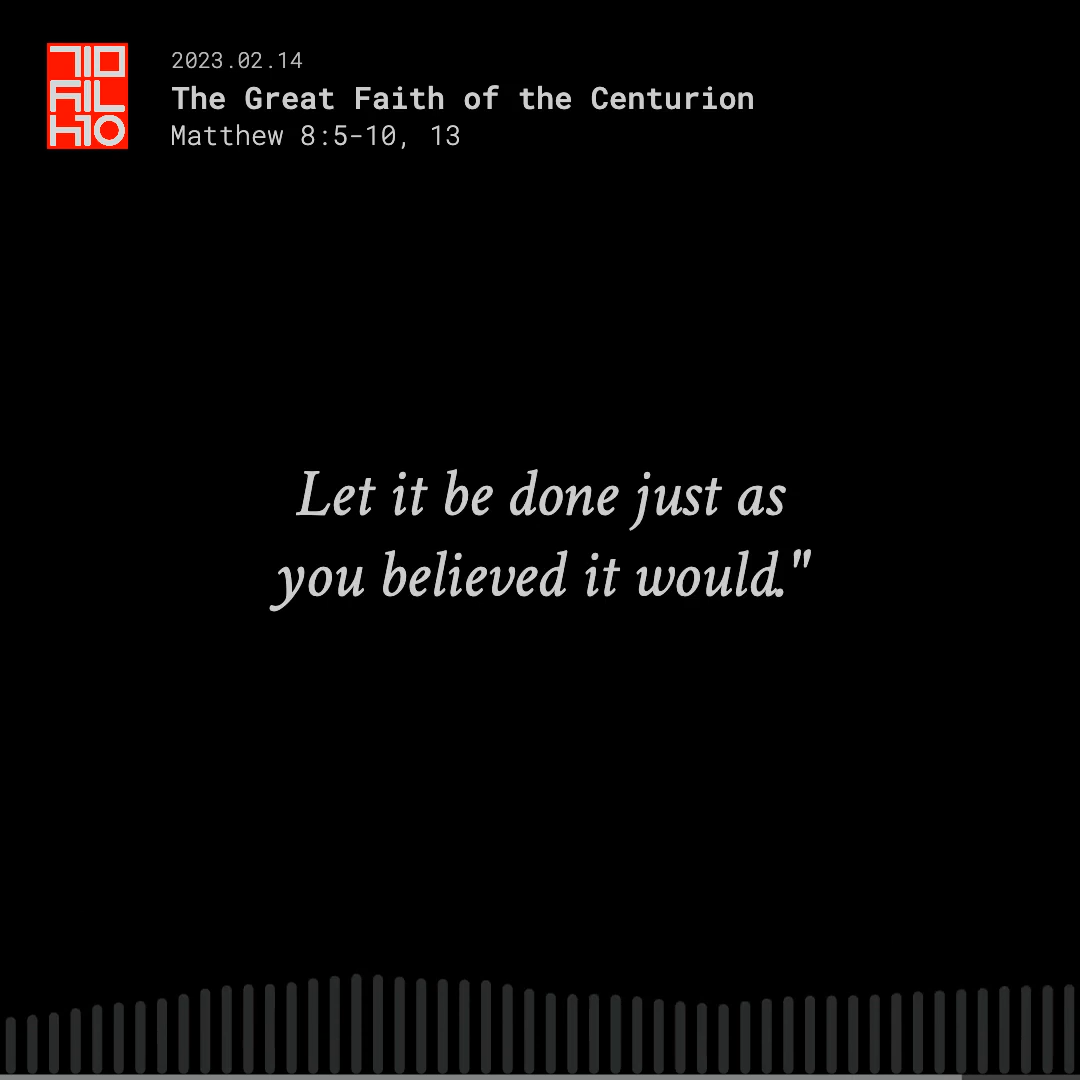 2023.02.14
The Great Faith of the Centurion
Matthew 8:5-10, 13
Let it be done just as
you believed it would."